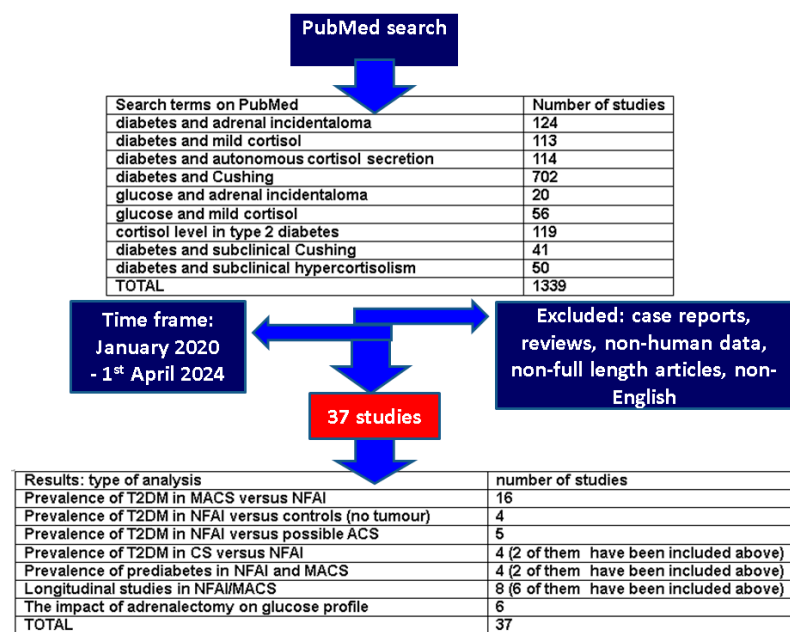 PubMed search
Search terms on PubMed Number of studies
diabetes and adrenal incidentaloma 124
diabetes and mild cortisol 113
diabetes and autonomous cortisol secretion 114
diabetes and Cushing 702
glucose and adrenal incidentaloma 20
glucose and mild cortisol 56
cortisol level in type 2 diabetes 119
diabetes and subclinical Cushing 41
diabetes and subclinical hypercortisolism 50
TOTAL 1339
Time frame:
January 2020
- 1st April 2024
Excluded: case reports,
reviews, non-human data,
non-full length articles, non-
English
37 studies
Results: type of analysis number of studies
Prevalence of T2DM in MACS versus NFAI 16
Prevalence of T2DM in NFAI versus controls (no tumour) 4
Prevalence of T2DM in NFAI versus possible ACS 5
Prevalence of T2DM in CS versus NFAI 4 (2 of them have been included above)
Prevalence of prediabetes in NFAI and MACS 4 (2 of them have been included above)
Longitudinal studies in NFAI/MACS 8 (6 of them have been included above)
The impact of adrenalectomy on glucose profile 6
TOTAL 37